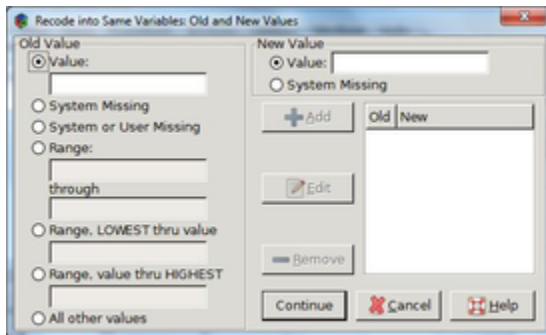 Recode into Same Variables: Old and New Values
Old Value
Value:
System Missing
System or User Missing
Range:
through
Range, LOWEST thru value
Range, value thru HIGHEST
All other values
New Value
Value:
System Missing
Add
Edit
Remove
Old New
Continue
Cancel
Help